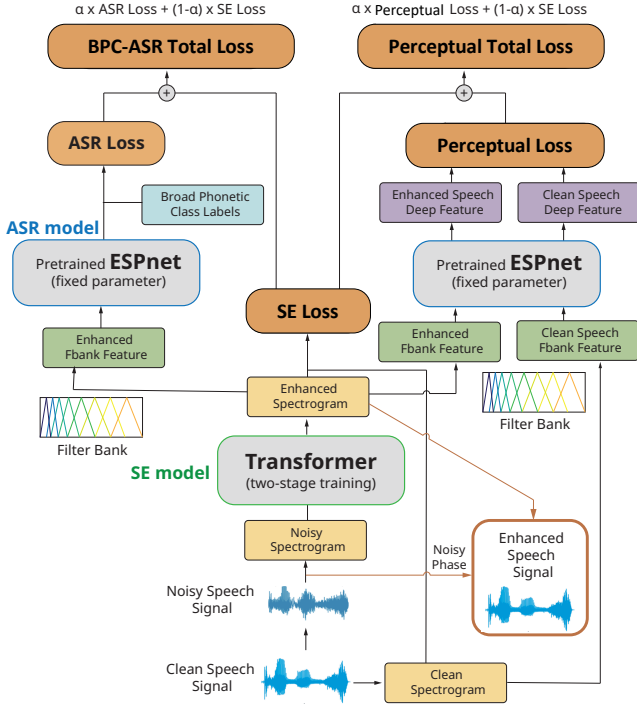 α x ASR Loss + (1-α) x SE Loss
α x Perceptual Loss + (1-α) x SE Loss
BPC-ASR Total Loss
Perceptual Total Loss
+
+
ASR Loss
Perceptual Loss
Broad Phonetic
Class Labels
Enhanced Speech
Deep Feature
Clean Speech
Deep Feature
ASR model
Pretrained ESPnet
(fixed parameter)
Pretrained ESPnet
(fixed parameter)
SE Loss
Enhanced
Fbank Feature
Enhanced
Fbank Feature
Clean Speech
Fbank Feature
Enhanced
Spectrogram
Filter Bank
Filter Bank
SE model
Transformer
(two-stage training)
Noisy
Spectrogram
Noisy
Phase
Enhanced
Speech
Signal
Noisy Speech
Signal
Clean Speech
Signal
Clean
Spectrogram